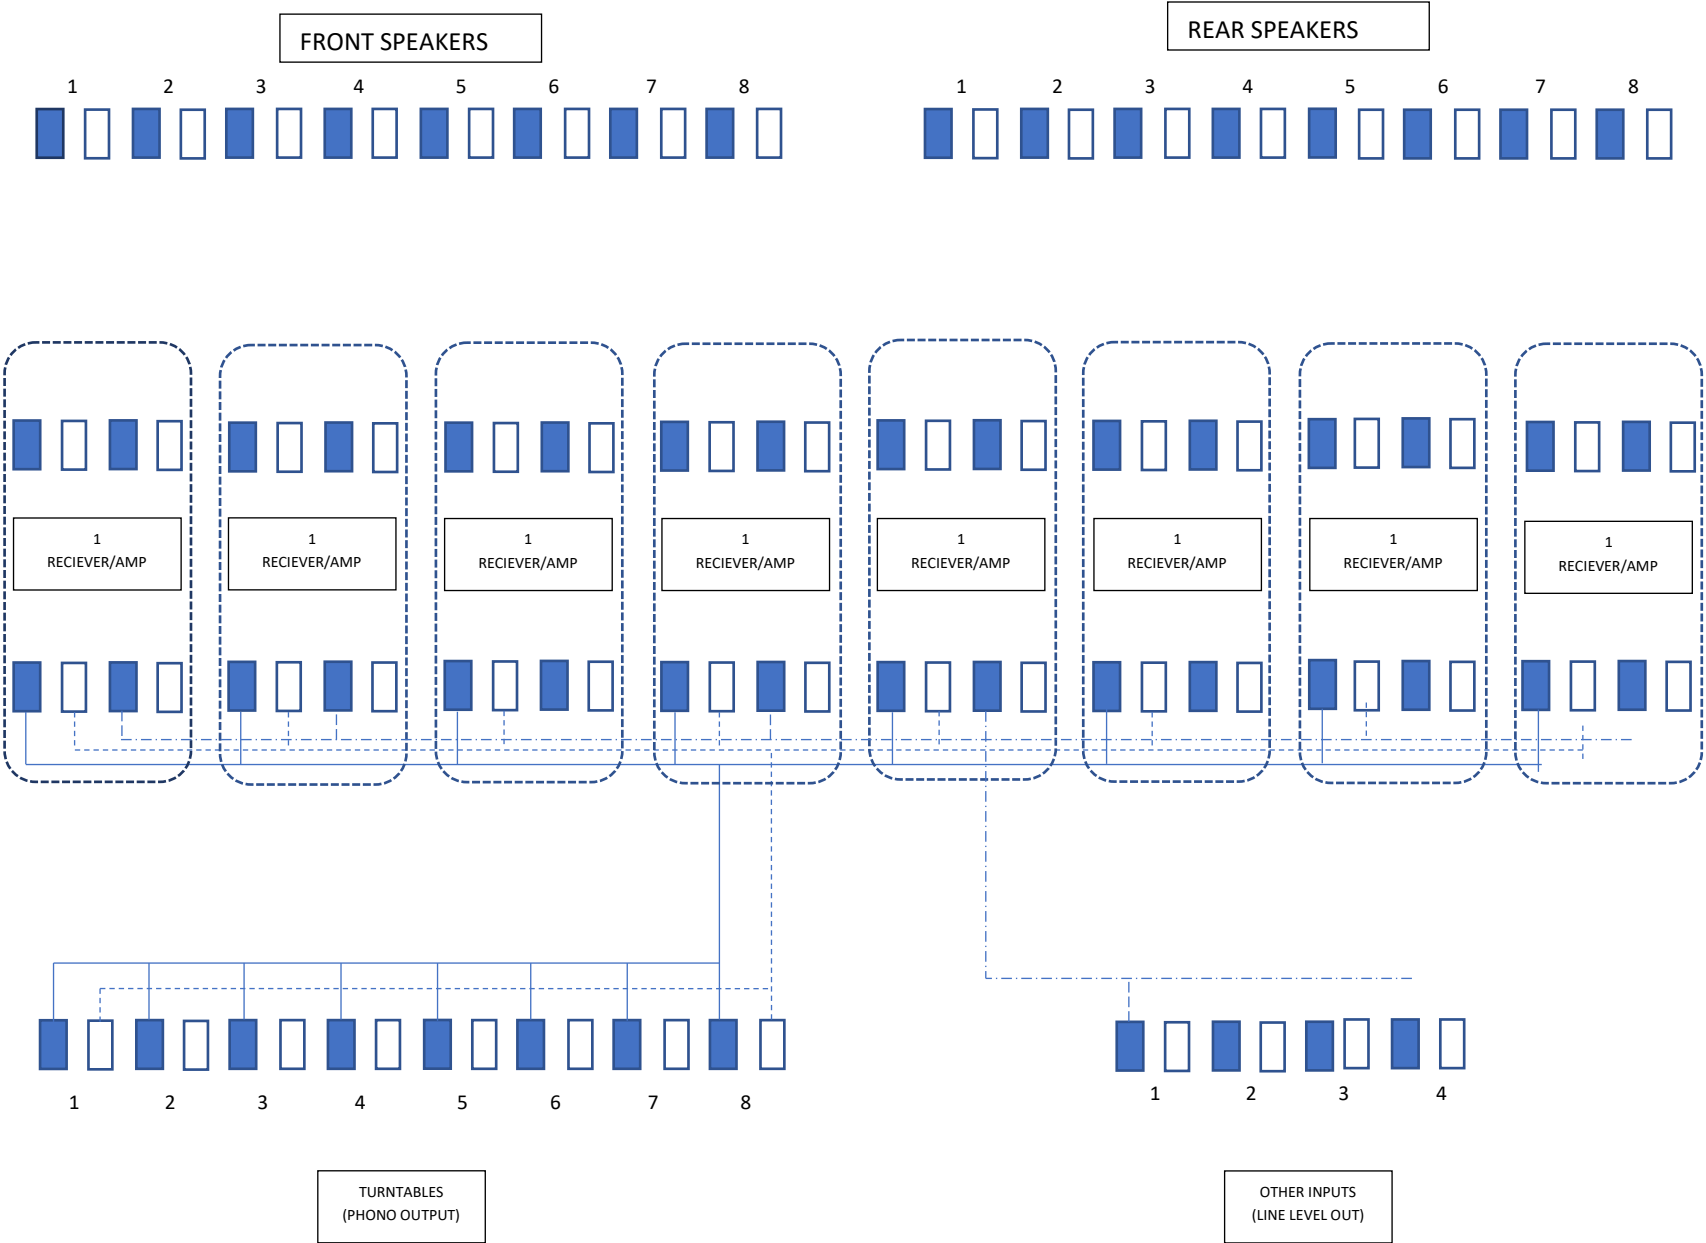 FRONT SPEAKERS
REAR SPEAKERS
1 2 3 4 5 6 7 8
1 2 3 4 5 6 7 8
1
RECIEVER/AMP
1
RECIEVER/AMP
1
RECIEVER/AMP
1
RECIEVER/AMP
1
RECIEVER/AMP
1
RECIEVER/AMP
1
RECIEVER/AMP
1
RECIEVER/AMP
1 2 3 4 5 6 7 8
1 2 3 4
TURNTABLES
(PHONO OUTPUT)
OTHER INPUTS
(LINE LEVEL OUT)